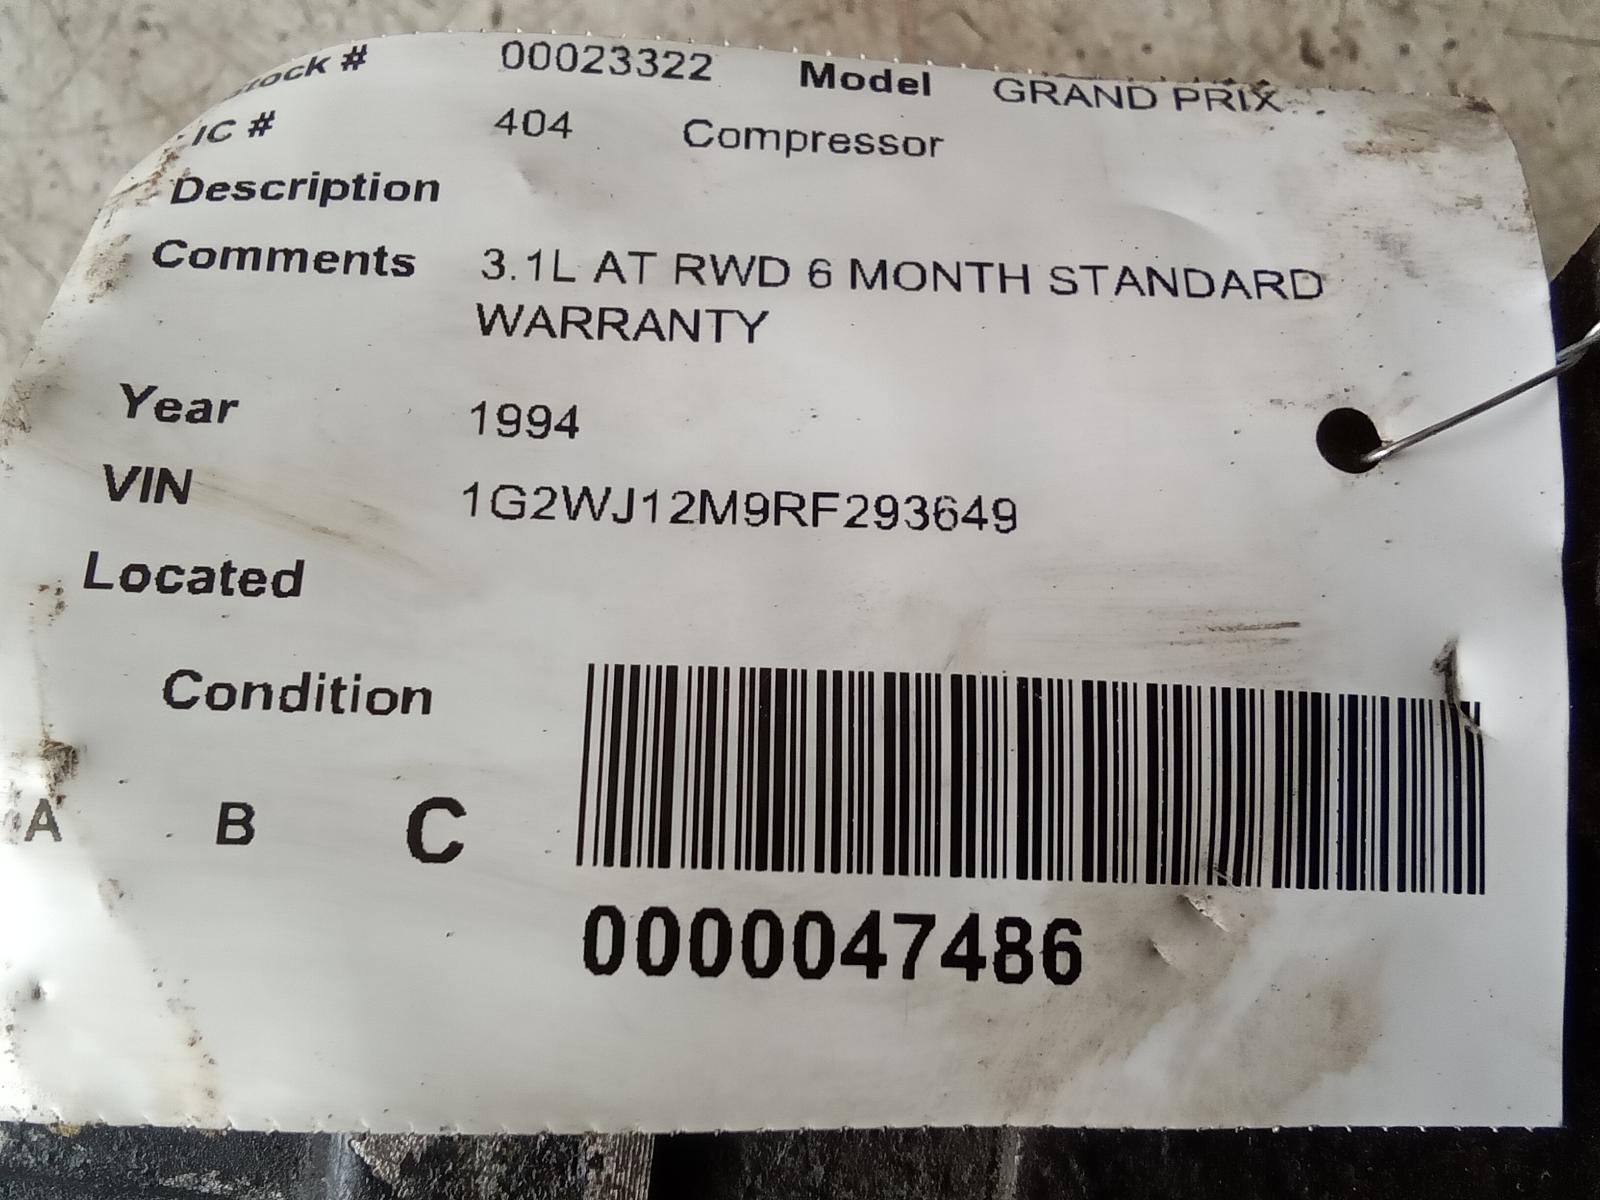 Stock # 00023322 Model GRAND PRIX
IC # 404 Compressor
Description
Comments 3.1L AT RWD 6 MONTH STANDARD
WARRANTY
Year 1994
VIN 1G2WJ12M9RF293649
Located
Condition
A B C
0000047486